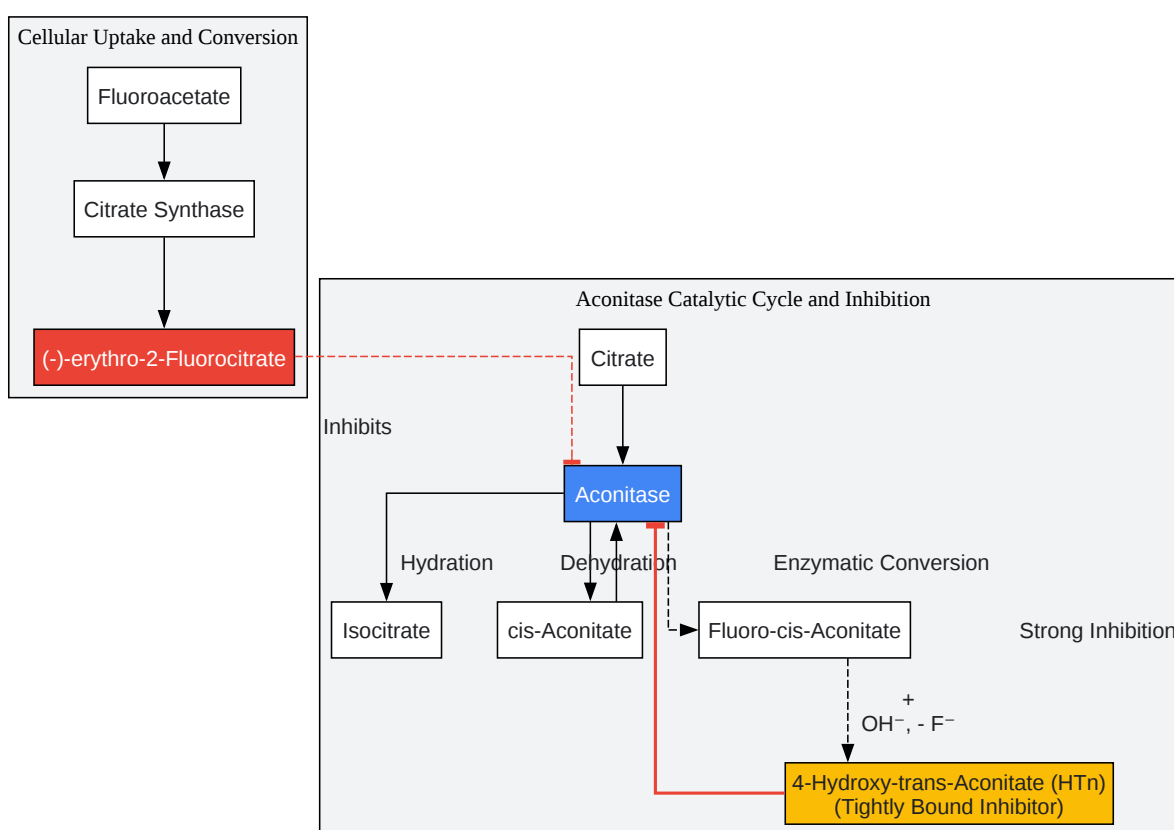 Cellular Uptake and Conversion
Fluoroacetate
Citrate Synthase
(-)-erythro-2-Fluorocitrate
Aconitase Catalytic Cycle and Inhibition
Citrate
Inhibits
Aconitase
Hydration
Dehydration
Enzymatic Conversion
Isocitrate
cis-Aconitate
Fluoro-cis-Aconitate
Strong Inhibition
+
OH⁻, - F⁻
4-Hydroxy-trans-Aconitate (HTn)
(Tightly Bound Inhibitor)